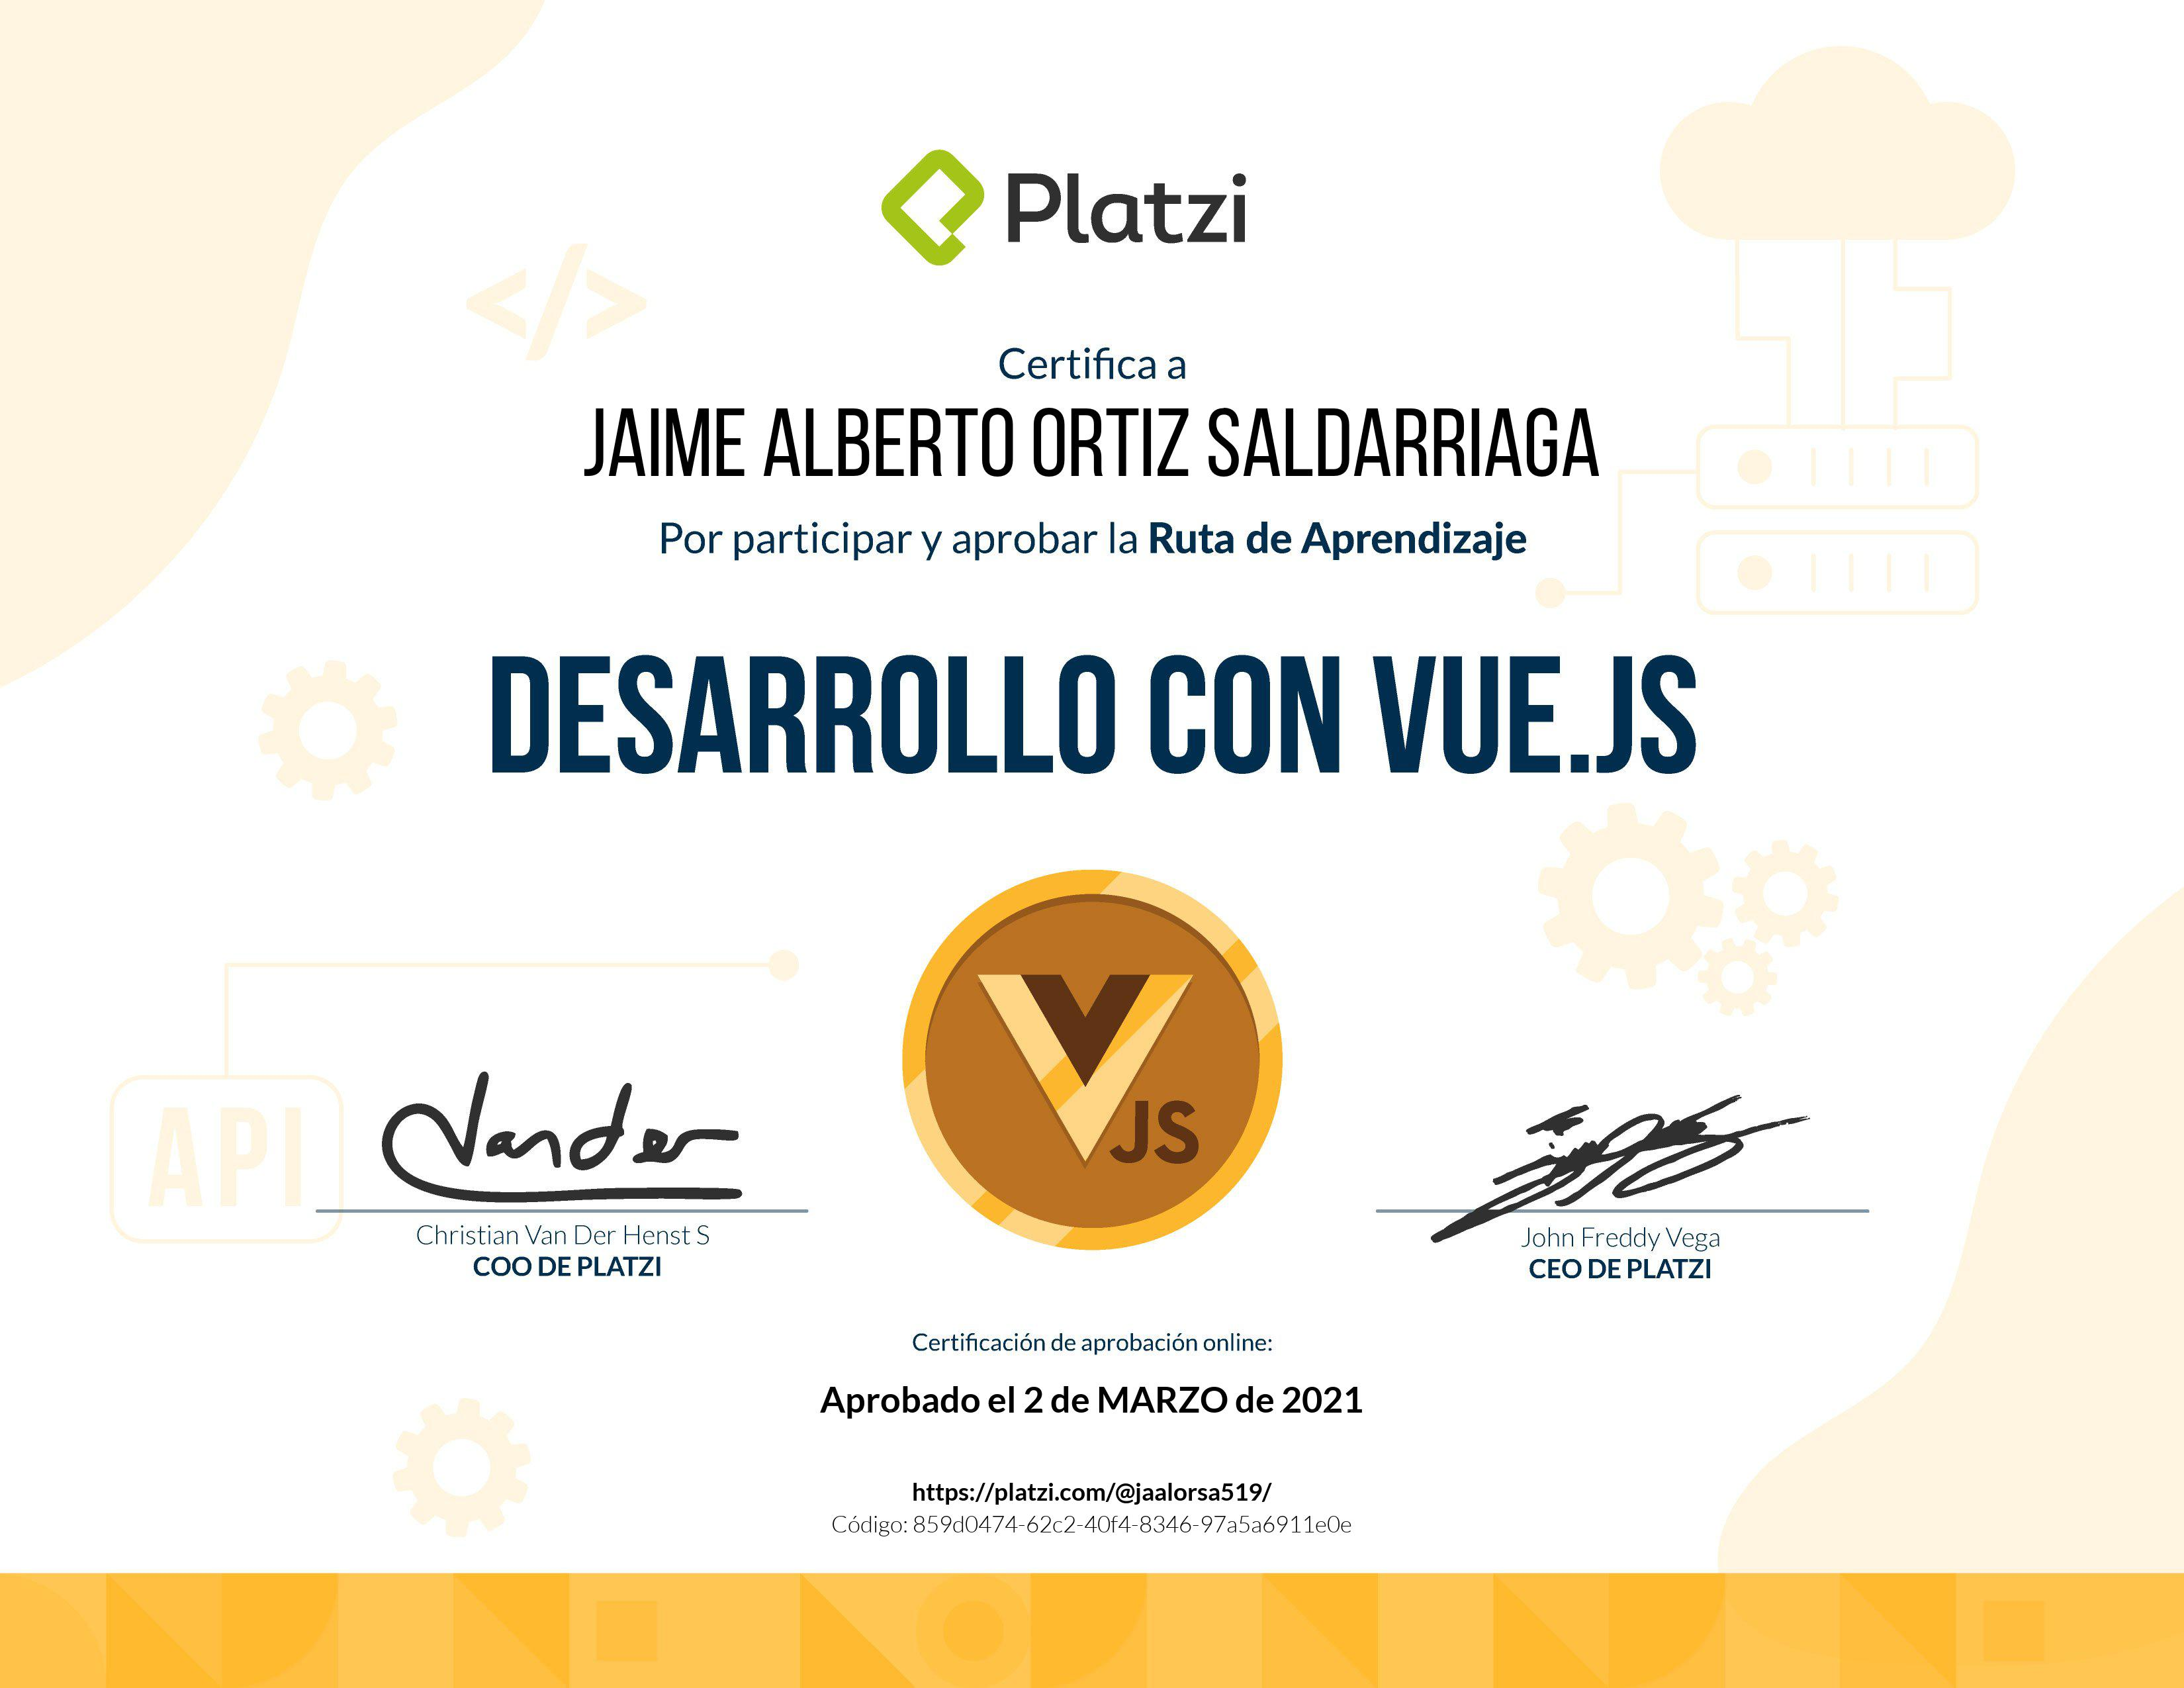 Platzi
</>
Certifica a
JAIME ALBERTO ORTIZ SALDARRIAGA
Por participar y aprobar la Ruta de Aprendizaje
DESARROLLO CON VUE.JS
JS
API
Vander
Christian Van Der Henst S
COO DE PLATZI
John Freddy Vega
CEO DE PLATZI
Certificación de aprobación online:
Aprobado el 2 de MARZO de 2021
https://platzi.com/@jaalorsa519/
Código: 859d0474-62c2-40f4-8346-97a5a6911e0e